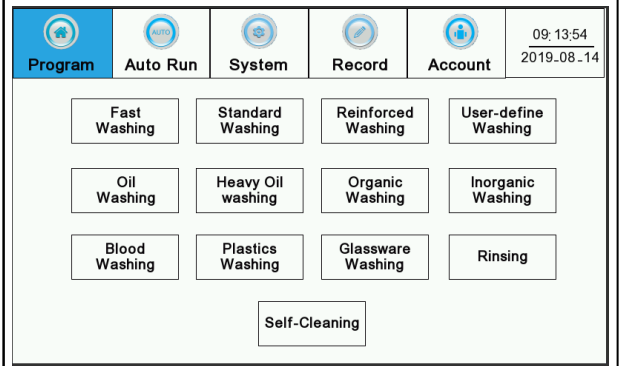 AUTO
09:13:54
Program Auto Run System Record Account
2019-08-14
Fast Standard Reinforced User-define
Washing Washing Washing Washing
Oil Heavy Oil Organic Inorganic
Washing washing Washing Washing
Blood Plastics Glassware Rinsing
Washing Washing Washing
Self-Cleaning